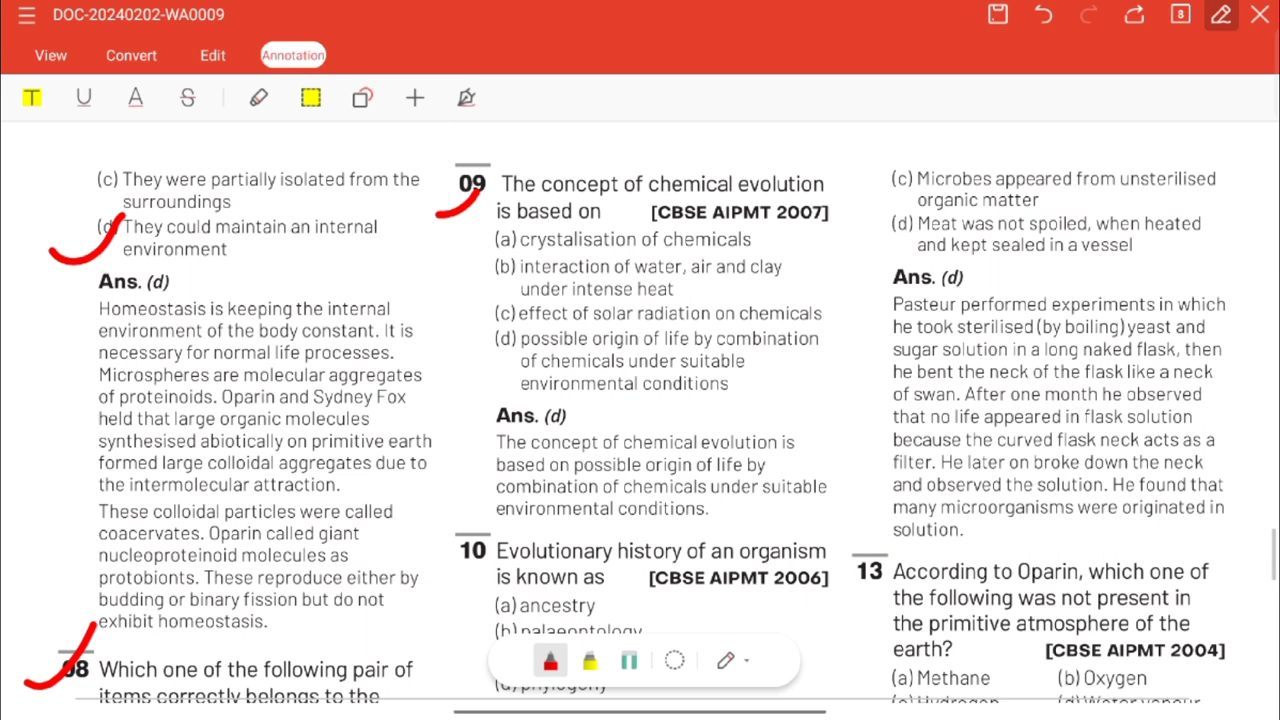 DOC-20240202-WA0009
8
View
Convert
Edit
Annotation
T
U
A
S
(c) They were partially isolated from the
surroundings
(d) They could maintain an internal
environment
Ans. (d)
Homeostasis is keeping the internal
environment of the body constant. It is
necessary for normal life processes.
Microspheres are molecular aggregates
of proteinoids. Oparin and Sydney Fox
held that large organic molecules
synthesised abiotically on primitive earth
formed large colloidal aggregates due to
the intermolecular attraction.
These colloidal particles were called
coacervates. Oparin called giant
nucleoproteinoid molecules as
protobionts. These reproduce either by
budding or binary fission but do not
exhibit homeostasis.
08 Which one of the following pair of
items correctly belongs to the
09 The concept of chemical evolution
is based on [CBSE AIPMT 2007]
(a) crystalisation of chemicals
(b) interaction of water, air and clay
under intense heat
(c) effect of solar radiation on chemicals
(d) possible origin of life by combination
of chemicals under suitable
environmental conditions
Ans. (d)
The concept of chemical evolution is
based on possible origin of life by
combination of chemicals under suitable
environmental conditions.
10 Evolutionary history of an organism
is known as [CBSE AIPMT 2006]
(a) ancestry
(b) palaeontology
(d) phylogeny
(c) Microbes appeared from unsterilised
organic matter
(d) Meat was not spoiled, when heated
and kept sealed in a vessel
Ans. (d)
Pasteur performed experiments in which
he took sterilised (by boiling) yeast and
sugar solution in a long naked flask, then
he bent the neck of the flask like a neck
of swan. After one month he observed
that no life appeared in flask solution
because the curved flask neck acts as a
filter. He later on broke down the neck
and observed the solution. He found that
many microorganisms were originated in
solution.
13 According to Oparin, which one of
the following was not present in
the primitive atmosphere of the
earth? [CBSE AIPMT 2004]
(a) Methane (b) Oxygen
(c) Hydrogen (d) Water vapour